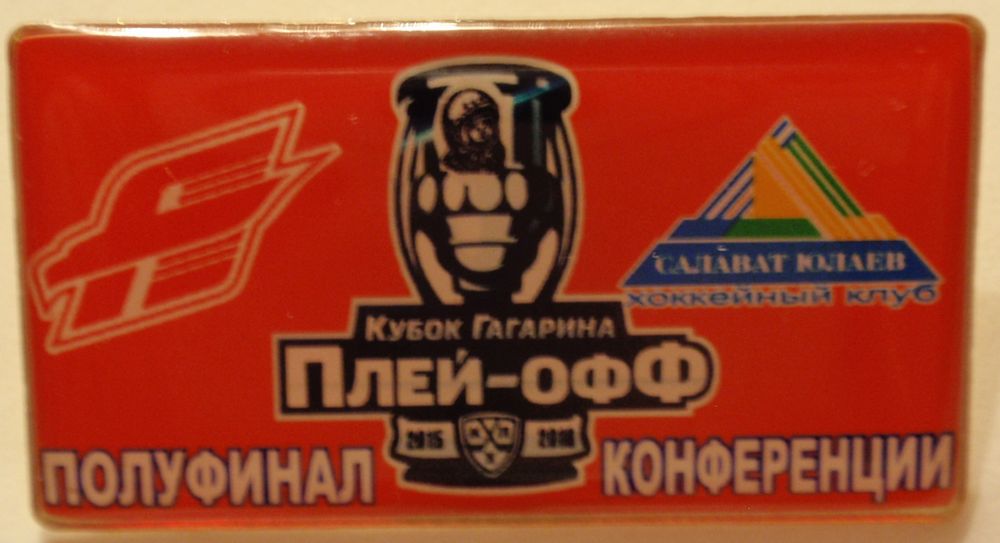 САЛАВАТ ЮЛАЕВ
хоккейный клуб
КУБОК ГАГАРИНА
ПЛЕЙ-ОФФ
2015 2016
ПОЛУФИНАЛ КОНФЕРЕНЦИИ